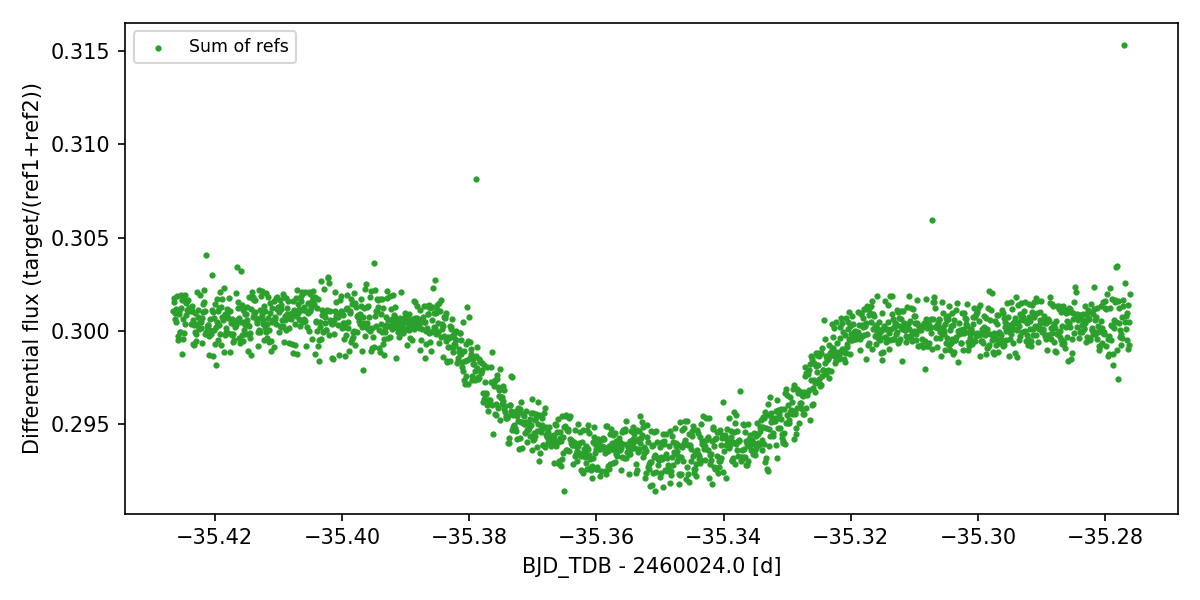 Sum of refs
Differential flux (target/(ref1+ref2))
0.315
0.310
0.305
0.300
0.295
−35.42 −35.40 −35.38 −35.36 −35.34 −35.32 −35.30 −35.28
BJD_TDB - 2460024.0 [d]